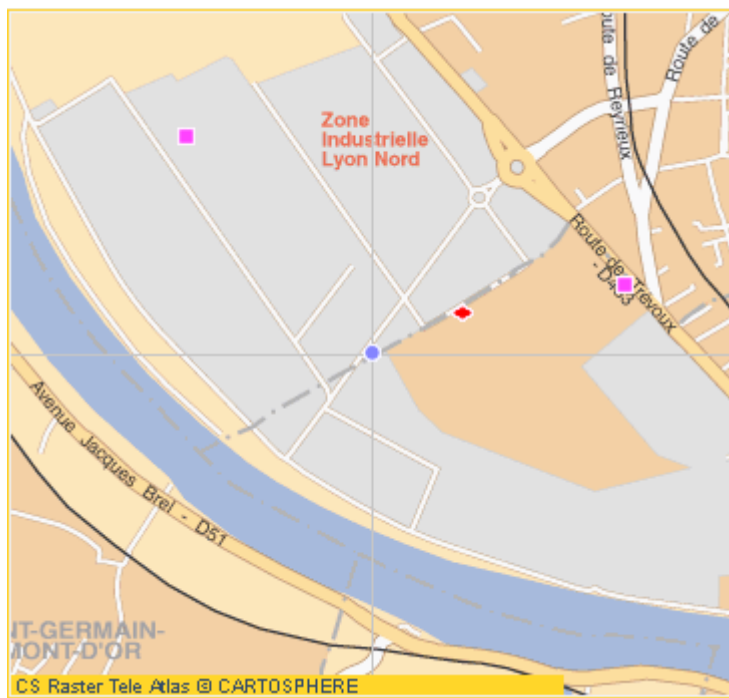 Route de
Route de Reyrieux
Zone
Industrielle
Lyon Nord
Route de Trévoux
- D433
Avenue Jacques Brel - D51
NT-GERMAIN-
MONT-D'OR
CS Raster Tele Atlas © CARTOSPHERE